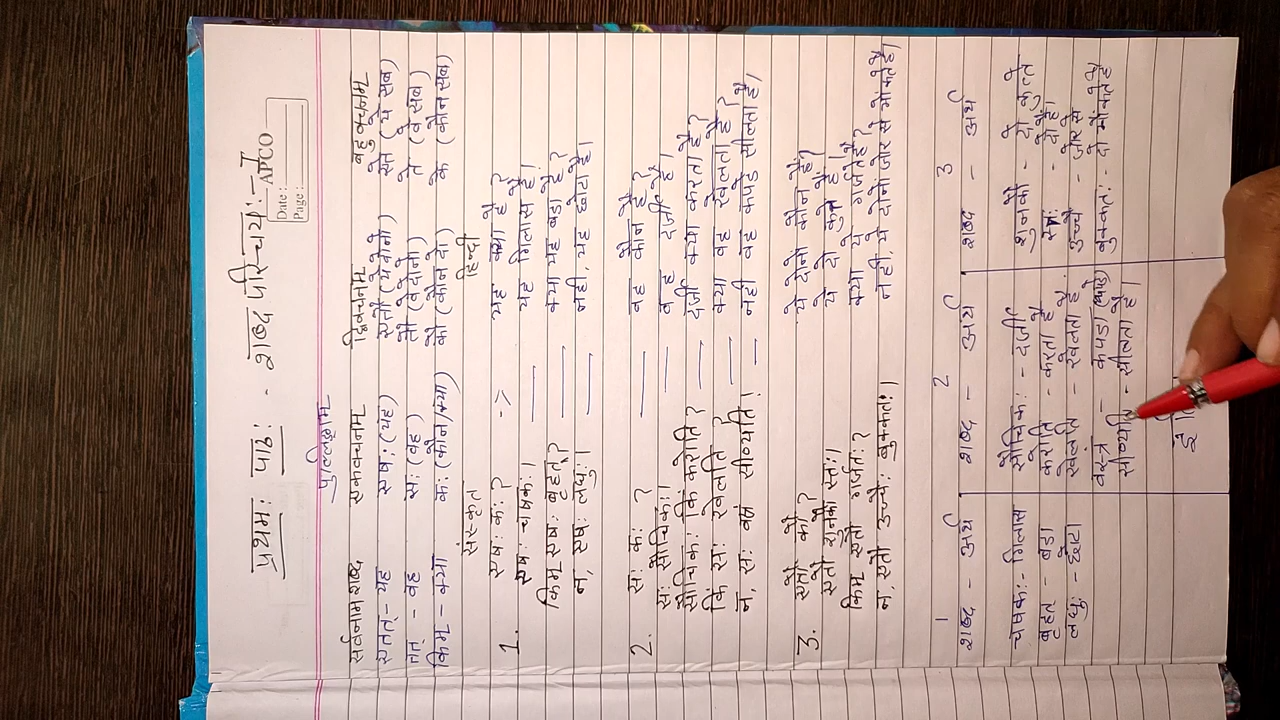 प्रथमः पाठः - शब्द परिचयः - I
APCO
Date:
Page:
पुल्लिङ्गम्
सर्वनाम शब्द एकवचनम् द्विवचनम् बहुवचनम्
एतत् - यह एषः (यह) एतौ (ये दोनो) एते (ये सब)
तत् - वह सः (वह) तौ (वे दोनो) ते (वे सब)
किम् - क्या कः (कौन/क्या) कौ (कौन दो) के (कौन सब)
संस्कृत हिन्दी
1. एषः कः ? -> यह क्या है ?
एषः चषकः। यह गिलास है।
किम् एषः बृहत् ? क्या यह बडा है ?
न, एषः लघुः। नही, यह छोटा है।
2. सः कः ? वह कौन है ?
सः सौचिकः। वह दर्जी है।
सौचिकः किं करोति ? दर्जी क्या करता है ?
किं सः खेलति ? क्या वह खेलता है ?
न, सः वस्त्रं सीव्यति। नही वह कपडे सीलता है।
3. एतौ कौ ? ये दोनो कौन हैं।
एतौ शुनकौ स्तः। ये दो कुत्ते हैं।
किम् एतौ गर्जतः ? क्या ये गर्जते हैं ?
न, एतौ उच्चैः बुक्कतः। नहीं, ये दोनों जोर से भोंकते है।
1 2 3
शब्द - अर्थ शब्द - अर्थ शब्द - अर्थ
चषकः - गिलास सौचिकः - दर्जी शुनकौ - दो कुत्ते
बृहत् - बडा करोति - करता है स्तः - दो हैं।
लघुः - छोटा खेलति - खेलता है उच्चै - जोर से
वस्त्र - कपडा बुक्कतः - दो भोंकते है
सीव्यति - सीलता है।